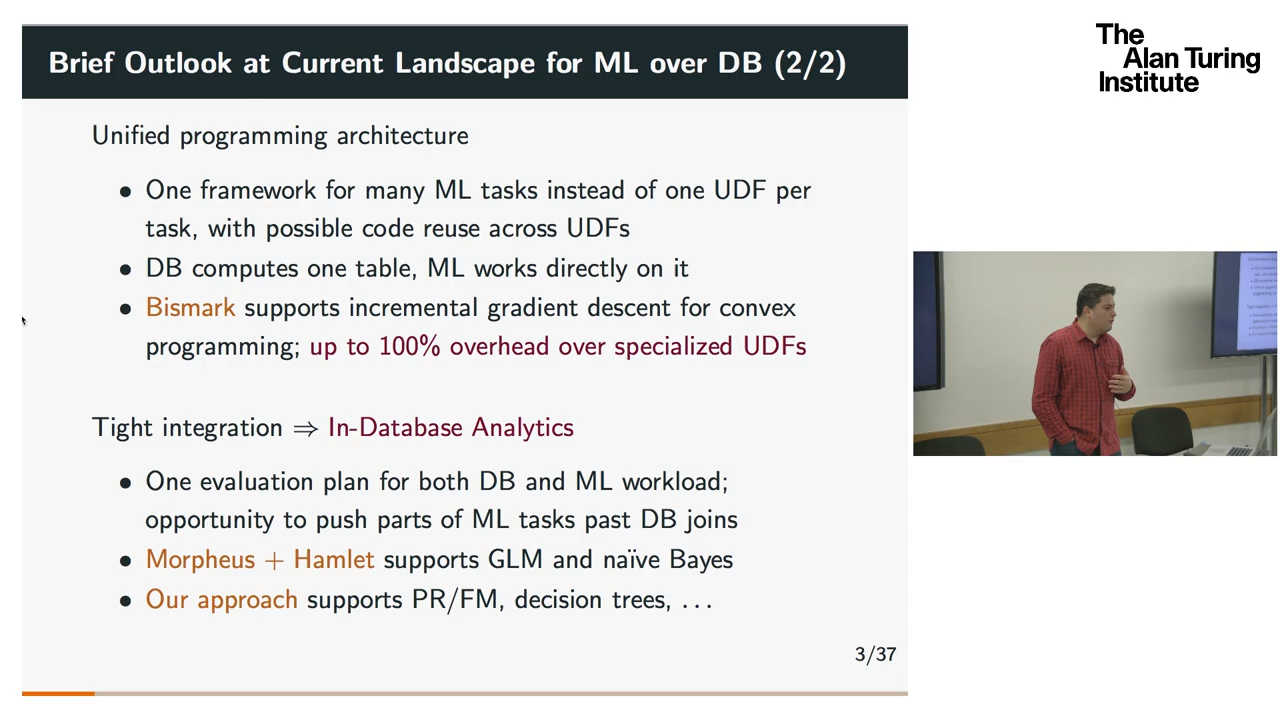 Brief Outlook at Current Landscape for ML over DB (2/2)
The
Alan Turing
Institute
Unified programming architecture
• One framework for many ML tasks instead of one UDF per
task, with possible code reuse across UDFs
• DB computes one table, ML works directly on it
• Bismark supports incremental gradient descent for convex
programming; up to 100% overhead over specialized UDFs
Tight integration ⇒ In-Database Analytics
• One evaluation plan for both DB and ML workload;
opportunity to push parts of ML tasks past DB joins
• Morpheus + Hamlet supports GLM and naïve Bayes
• Our approach supports PR/FM, decision trees, ...
3/37